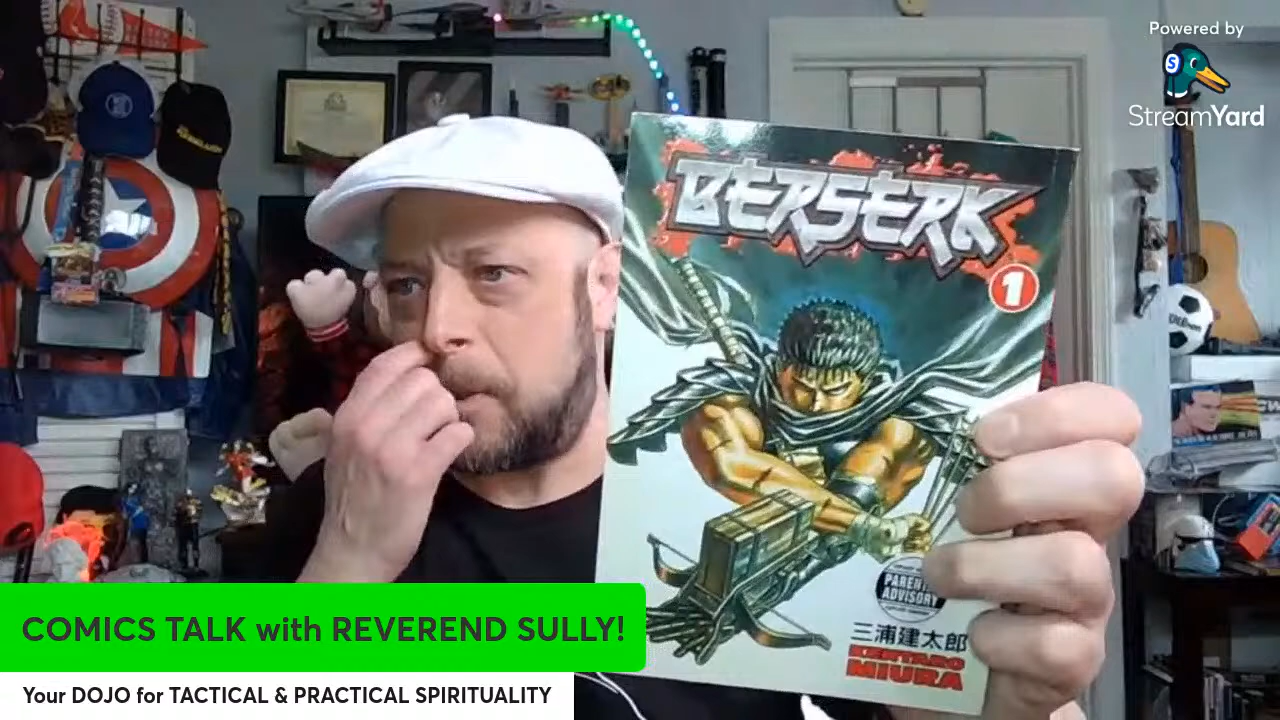 Powered by
S
StreamYard
BERSERK
1
Wilson
PARENTAL
ADVISORY
三浦建太郎
KENTARO
MIURA
COMICS TALK with REVEREND SULLY!
Your DOJO for TACTICAL & PRACTICAL SPIRITUALITY